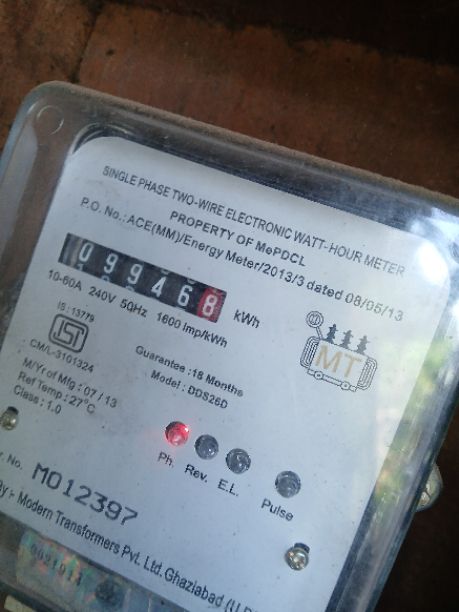 SINGLE PHASE TWO-WIRE ELECTRONIC WATT-HOUR METER
PROPERTY OF MePDCL
P.O. No.: ACE(MM)/Energy Meter/2013/3 dated 08/05/13
099468 kWh
10-60A 240V 50Hz 1600 imp/kWh
IS : 13779
ISI
CM/L-3101324
MT
Guarantee :18 Months
Model : DDS26D
M/Yr of Mfg : 07 / 13
Ref Temp : 27°C
Class : 1.0
Ph. Rev. E.L. Pulse
No. M012397
By :- Modern Transformers Pvt. Ltd. Ghaziabad (U.P